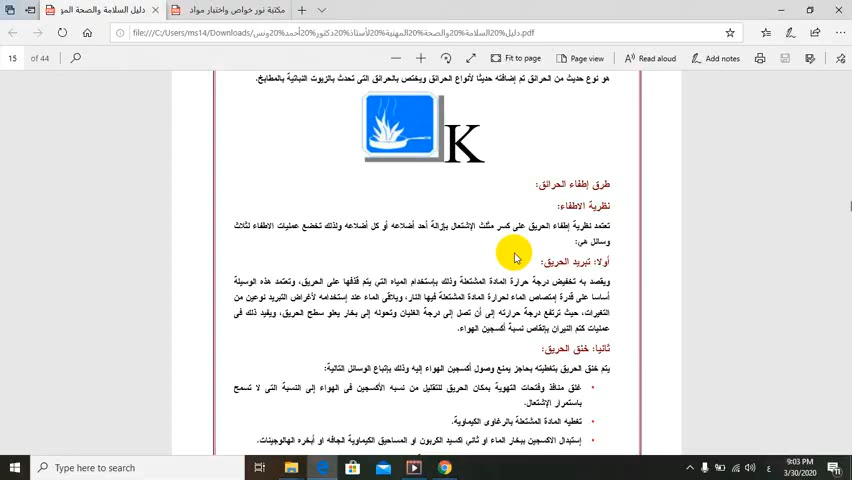 دليل السلامة والصحة المو
مكتبة نور خواص واختبار مواد
file:///C:/Users/ms14/Downloads/دليل%20السلامة%20والصحة%20المهنية%20لأستاذ%20دكتور%20أحمد%20ونس.pdf
15 of 44
Fit to page
Page view
Read aloud
Add notes
هو نوع حديث من الحرائق تم إضافته حديثا لأنواع الحرائق ويختص بالحرائق التى تحدث بالزيوت النباتية بالمطابخ.
K
طرق إطفاء الحرائق:
نظرية الاطفاء:
تعتمد نظرية إطفاء الحريق على كسر مثلث الإشتعال بإزالة أحد أضلاعه أو كل أضلاعه ولذلك تخضع عمليات الاطفاء لثلاث
وسائل هي:
أولا: تبريد الحريق:
ويقصد به تخفيض درجة حرارة المادة المشتعلة وذلك بإستخدام المياه التى يتم قذفها على الحريق، وتعتمد هذه الوسيلة
أساسا على قدرة إمتصاص الماء لحرارة المادة المشتعلة فيها النار، ويلاقى الماء عند إستخدامه لأغراض التبريد نوعين من
التغيرات، حيث ترتفع درجة حرارته إلى أن تصل إلى درجة الغليان وتحوله إلى بخار يعلو سطح الحريق، ويفيد ذلك فى
عمليات كتم النيران بإنقاص نسبة أكسجين الهواء.
ثانيا: خنق الحريق:
يتم خنق الحريق بتغطيته بحاجز يمنع وصول أكسجين الهواء إليه وذلك بإتباع الوسائل التالية:
• غلق منافذ وفتحات التهوية بمكان الحريق للتقليل من نسبه الأكسجين فى الهواء إلى النسبة التى لا تسمح
باستمرار الإشتعال.
• تغطيه المادة المشتعلة بالرغاوى الكيماوية.
• إستبدال الاكسجين ببخار الماء او ثاني اكسيد الكربون او المساحيق الكيماوية الجافه او أبخره الهالوجينات.
Type here to search
ع
9:03 PM
3/30/2020